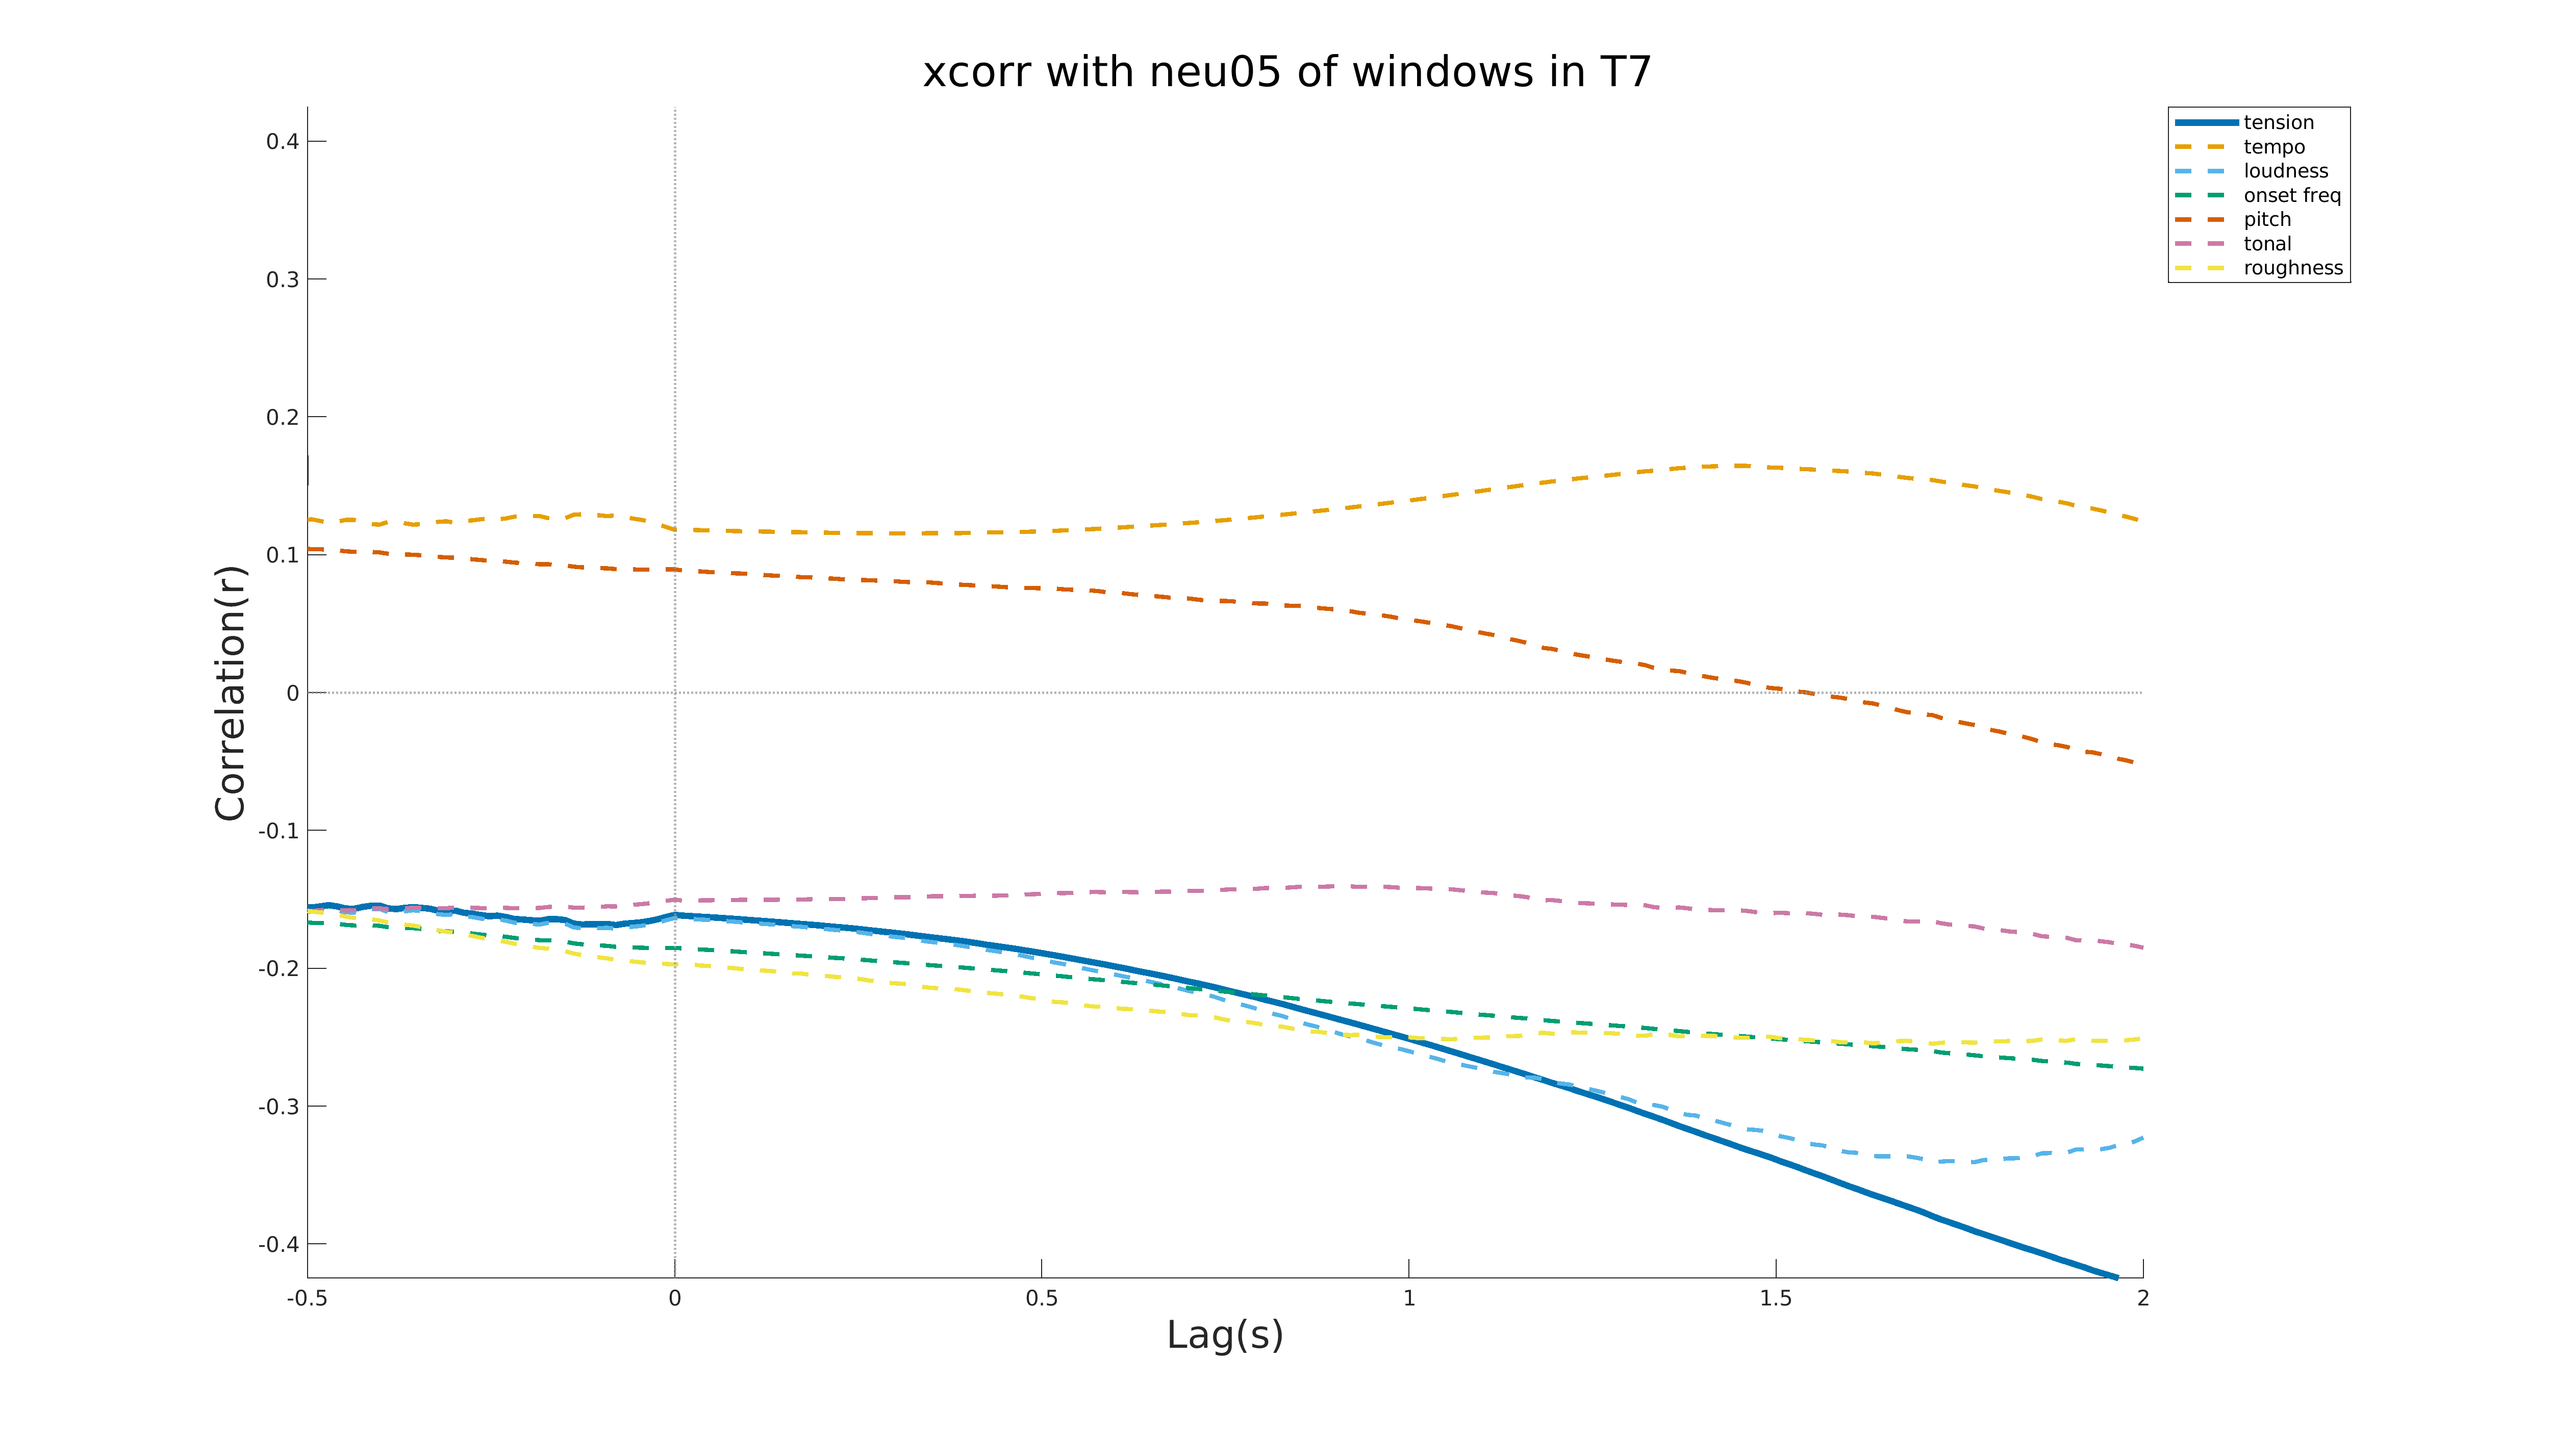 xcorr with neu05 of windows in T7
tension
tempo
loudness
onset freq
pitch
tonal
roughness
Correlation(r)
0.4
0.3
0.2
0.1
0
-0.1
-0.2
-0.3
-0.4
-0.5
0
0.5
1
1.5
2
Lag(s)